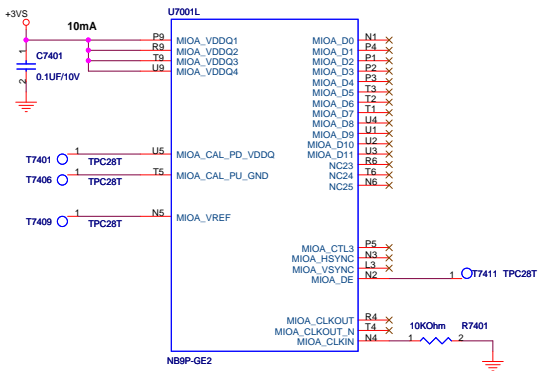 U7001L
+3VS
10mA
1
C7401
0.1UF/10V
2
P9 MIOA_VDDQ1
R9 MIOA_VDDQ2
T9 MIOA_VDDQ3
U9 MIOA_VDDQ4
T7401 1 TPC28T U5 MIOA_CAL_PD_VDDQ
T7406 1 TPC28T T5 MIOA_CAL_PU_GND
T7409 1 TPC28T N5 MIOA_VREF
MIOA_D0 N1
MIOA_D1 P4
MIOA_D2 P1
MIOA_D3 P2
MIOA_D4 P3
MIOA_D5 T3
MIOA_D6 T2
MIOA_D7 T1
MIOA_D8 U4
MIOA_D9 U1
MIOA_D10 U2
MIOA_D11 U3
NC23 R6
NC24 T6
NC25 N6
MIOA_CTL3 P5
MIOA_HSYNC N3
MIOA_VSYNC L3
MIOA_DE N2 1 T7411 TPC28T
MIOA_CLKOUT R4
MIOA_CLKOUT_N T4
MIOA_CLKIN N4 1 10KOhm 2 R7401
NB9P-GE2